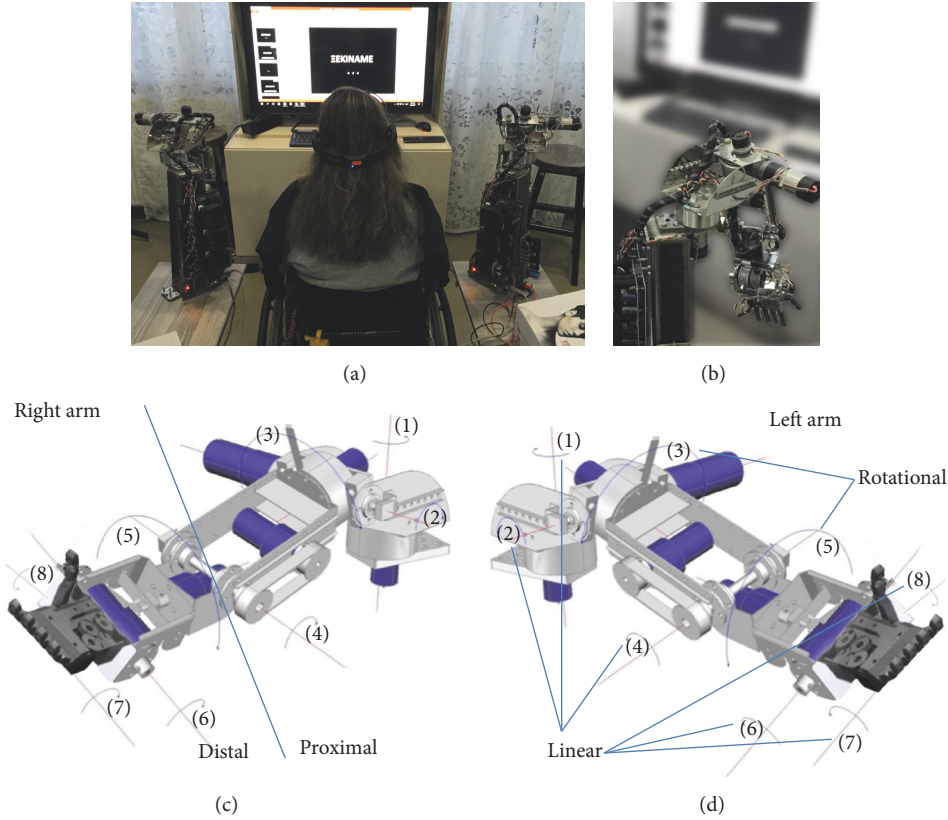 ΞΕΚΙΝΑΜΕ
(a)
(b)
Right arm
(1)
(2)
(3)
(4)
(5)
(6)
(7)
(8)
Distal
Proximal
(c)
Left arm
(1)
(2)
(3)
(4)
(5)
(6)
(7)
(8)
Rotational
Linear
(d)